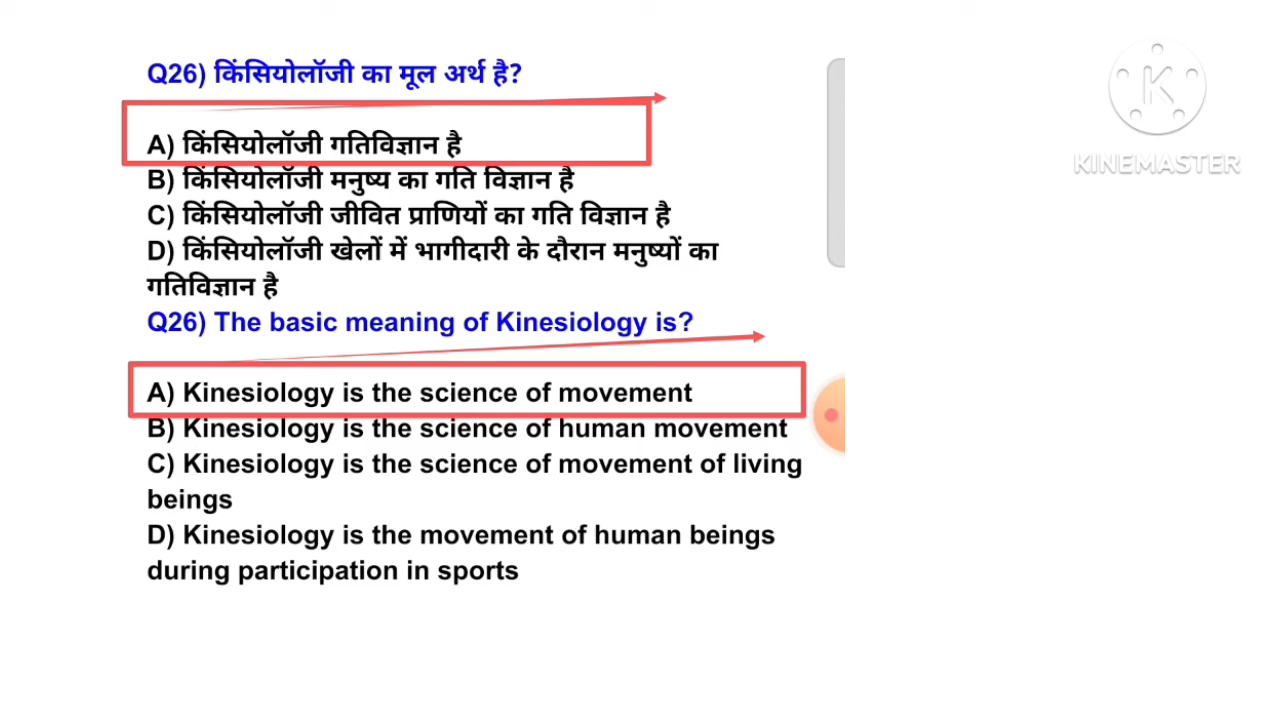 Q26) किंसियोलॉजी का मूल अर्थ है?
A) किंसियोलॉजी गतिविज्ञान है
B) किंसियोलॉजी मनुष्य का गति विज्ञान है
C) किंसियोलॉजी जीवित प्राणियों का गति विज्ञान है
D) किंसियोलॉजी खेलों में भागीदारी के दौरान मनुष्यों का
गतिविज्ञान है
Q26) The basic meaning of Kinesiology is?
A) Kinesiology is the science of movement
B) Kinesiology is the science of human movement
C) Kinesiology is the science of movement of living
beings
D) Kinesiology is the movement of human beings
during participation in sports
K
KINEMASTER